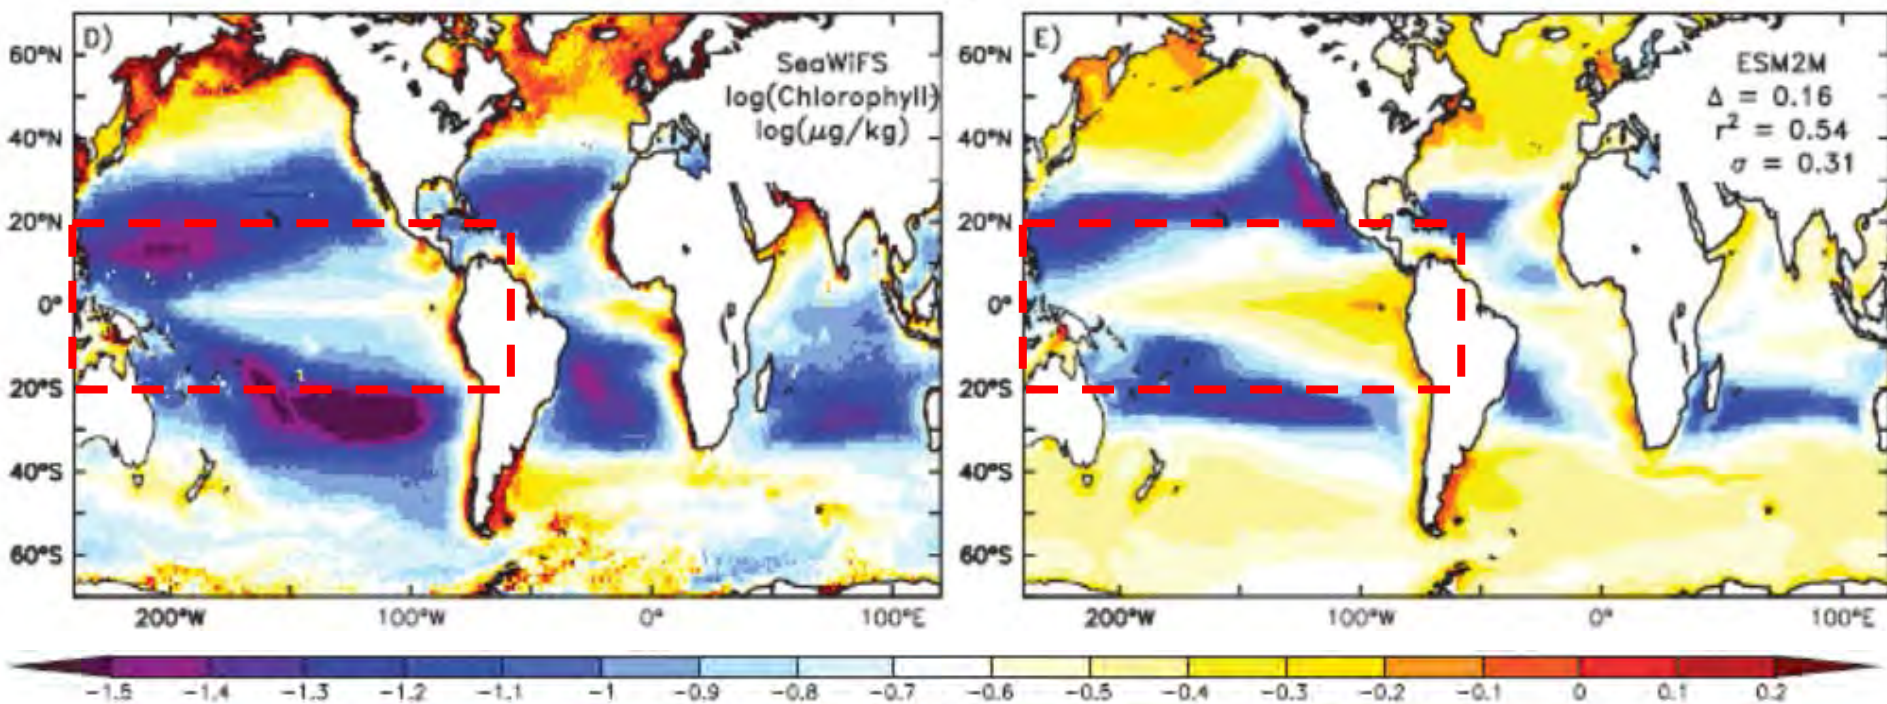 D)
SeaWiFS
log(Chlorophyll)
log(μg/kg)
60°N
40°N
20°N
0°
20°S
40°S
60°S
200°W
100°W
0°
100°E
E)
ESM2M
Δ = 0.16
r² = 0.54
σ = 0.31
60°N
40°N
20°N
0°
20°S
40°S
60°S
200°W
100°W
0°
100°E
-1.5 -1.4 -1.3 -1.2 -1.1 -1 -0.9 -0.8 -0.7 -0.6 -0.5 -0.4 -0.3 -0.2 -0.1 0 0.1 0.2